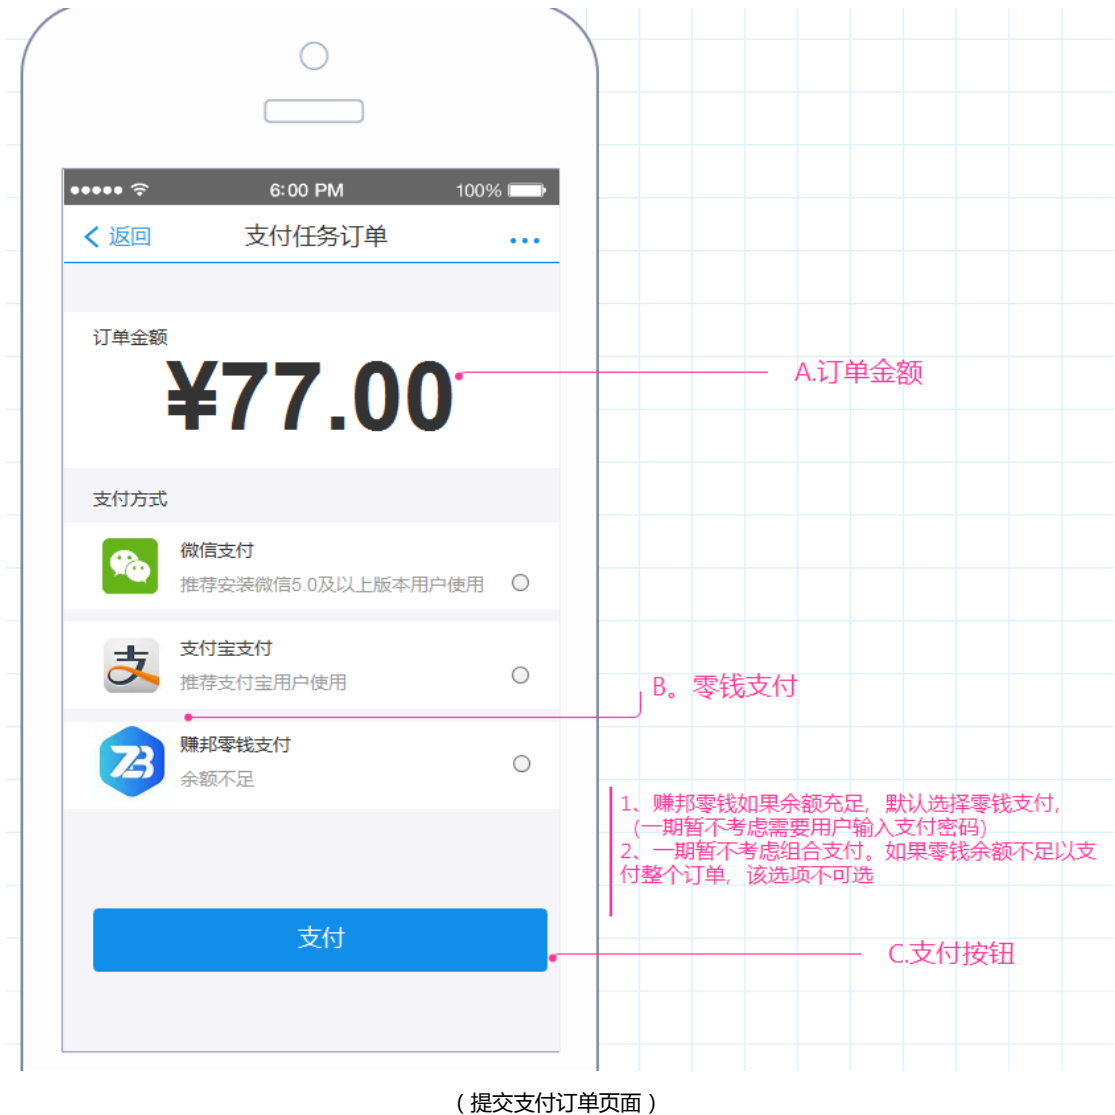 6:00 PM
100%
返回
支付任务订单
订单金额
¥77.00
A.订单金额
支付方式
微信支付
推荐安装微信5.0及以上版本用户使用
支付宝支付
推荐支付宝用户使用
B。零钱支付
赚邦零钱支付
余额不足
1、赚邦零钱如果余额充足，默认选择零钱支付，
（一期暂不考虑需要用户输入支付密码）
2、一期暂不考虑组合支付。如果零钱余额不足以支
付整个订单，该选项不可选
支付
C.支付按钮
（提交支付订单页面）